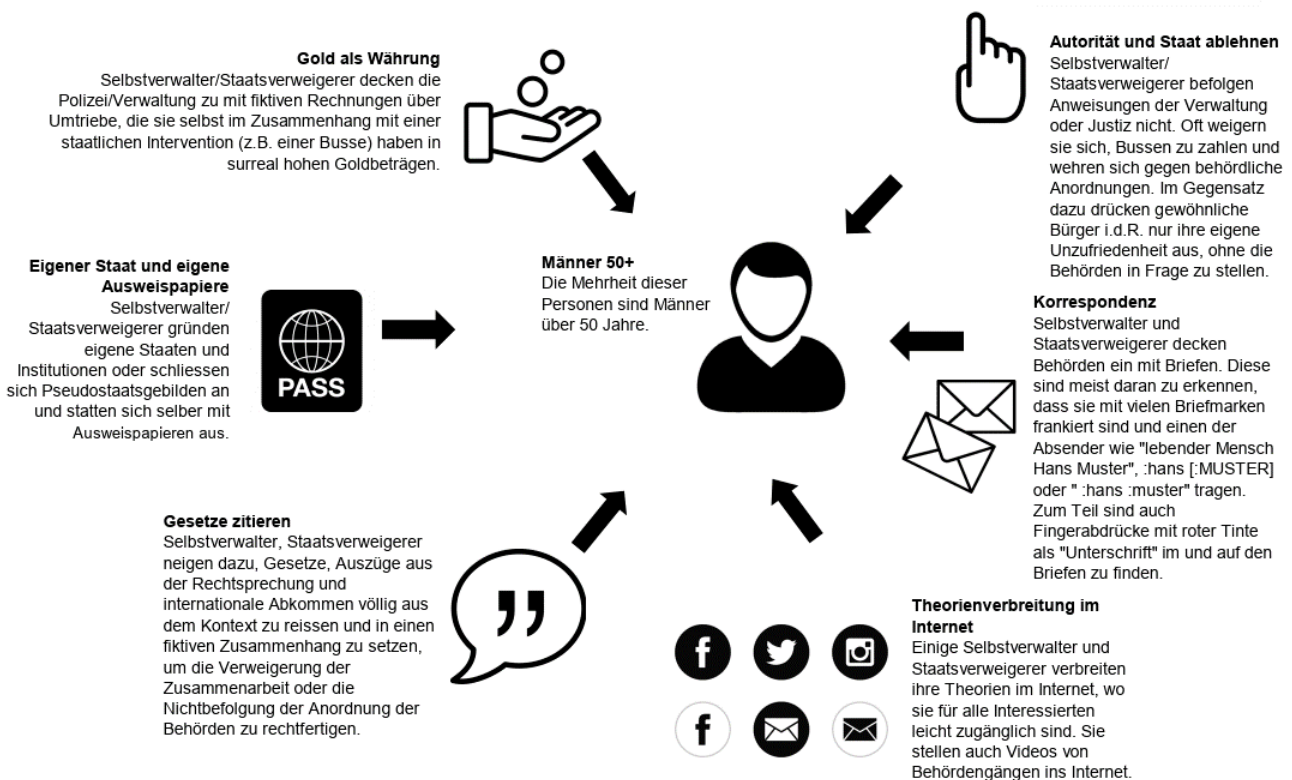 Gold als Währung
Selbstverwalter/Staatsverweigerer decken die
Polizei/Verwaltung zu mit fiktiven Rechnungen über
Umtriebe, die sie selbst im Zusammenhang mit einer
staatlichen Intervention (z.B. einer Busse) haben in
surreal hohen Goldbeträgen.
Autorität und Staat ablehnen
Selbstverwalter/
Staatsverweigerer befolgen
Anweisungen der Verwaltung
oder Justiz nicht. Oft weigern
sie sich, Bussen zu zahlen und
wehren sich gegen behördliche
Anordnungen. Im Gegensatz
dazu drücken gewöhnliche
Bürger i.d.R. nur ihre eigene
Unzufriedenheit aus, ohne die
Behörden in Frage zu stellen.
Eigener Staat und eigene
Ausweispapiere
Selbstverwalter/
Staatsverweigerer gründen
eigene Staaten und
Institutionen oder schliessen
sich Pseudostaatsgebilden an
und statten sich selber mit
Ausweispapieren aus.
PASS
Männer 50+
Die Mehrheit dieser
Personen sind Männer
über 50 Jahre.
Korrespondenz
Selbstverwalter und
Staatsverweigerer decken
Behörden ein mit Briefen. Diese
sind meist daran zu erkennen,
dass sie mit vielen Briefmarken
frankiert sind und einen der
Absender wie "lebender Mensch
Hans Muster", :hans [:MUSTER]
oder " :hans :muster" tragen.
Zum Teil sind auch
Fingerabdrücke mit roter Tinte
als "Unterschrift" im und auf den
Briefen zu finden.
Gesetze zitieren
Selbstverwalter, Staatsverweigerer
neigen dazu, Gesetze, Auszüge aus
der Rechtsprechung und
internationale Abkommen völlig aus
dem Kontext zu reissen und in einen
fiktiven Zusammenhang zu setzen,
um die Verweigerung der
Zusammenarbeit oder die
Nichtbefolgung der Anordnung der
Behörden zu rechtfertigen.
Theorienverbreitung im
Internet
Einige Selbstverwalter und
Staatsverweigerer verbreiten
ihre Theorien im Internet, wo
sie für alle Interessierten
leicht zugänglich sind. Sie
stellen auch Videos von
Behördengängen ins Internet.